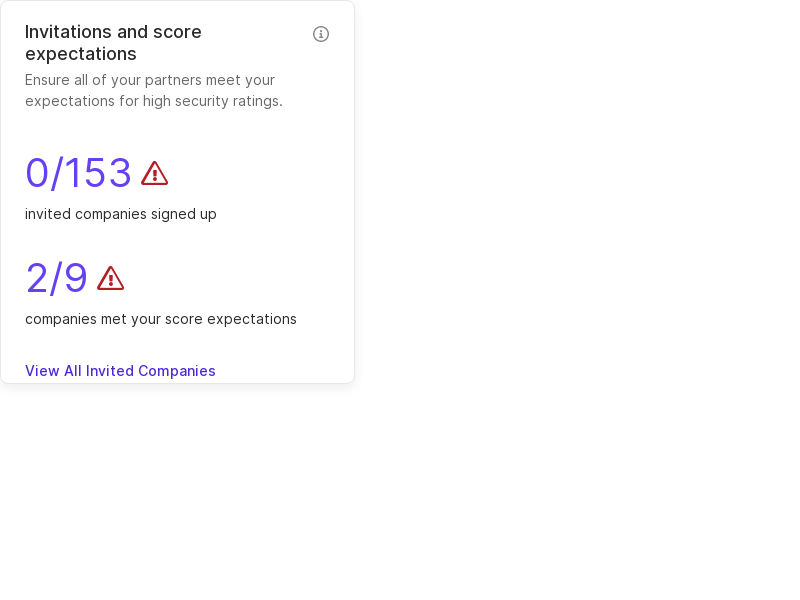 Invitations and score
expectations
Ensure all of your partners meet your
expectations for high security ratings.
0/153
invited companies signed up
2/9
companies met your score expectations
View All Invited Companies